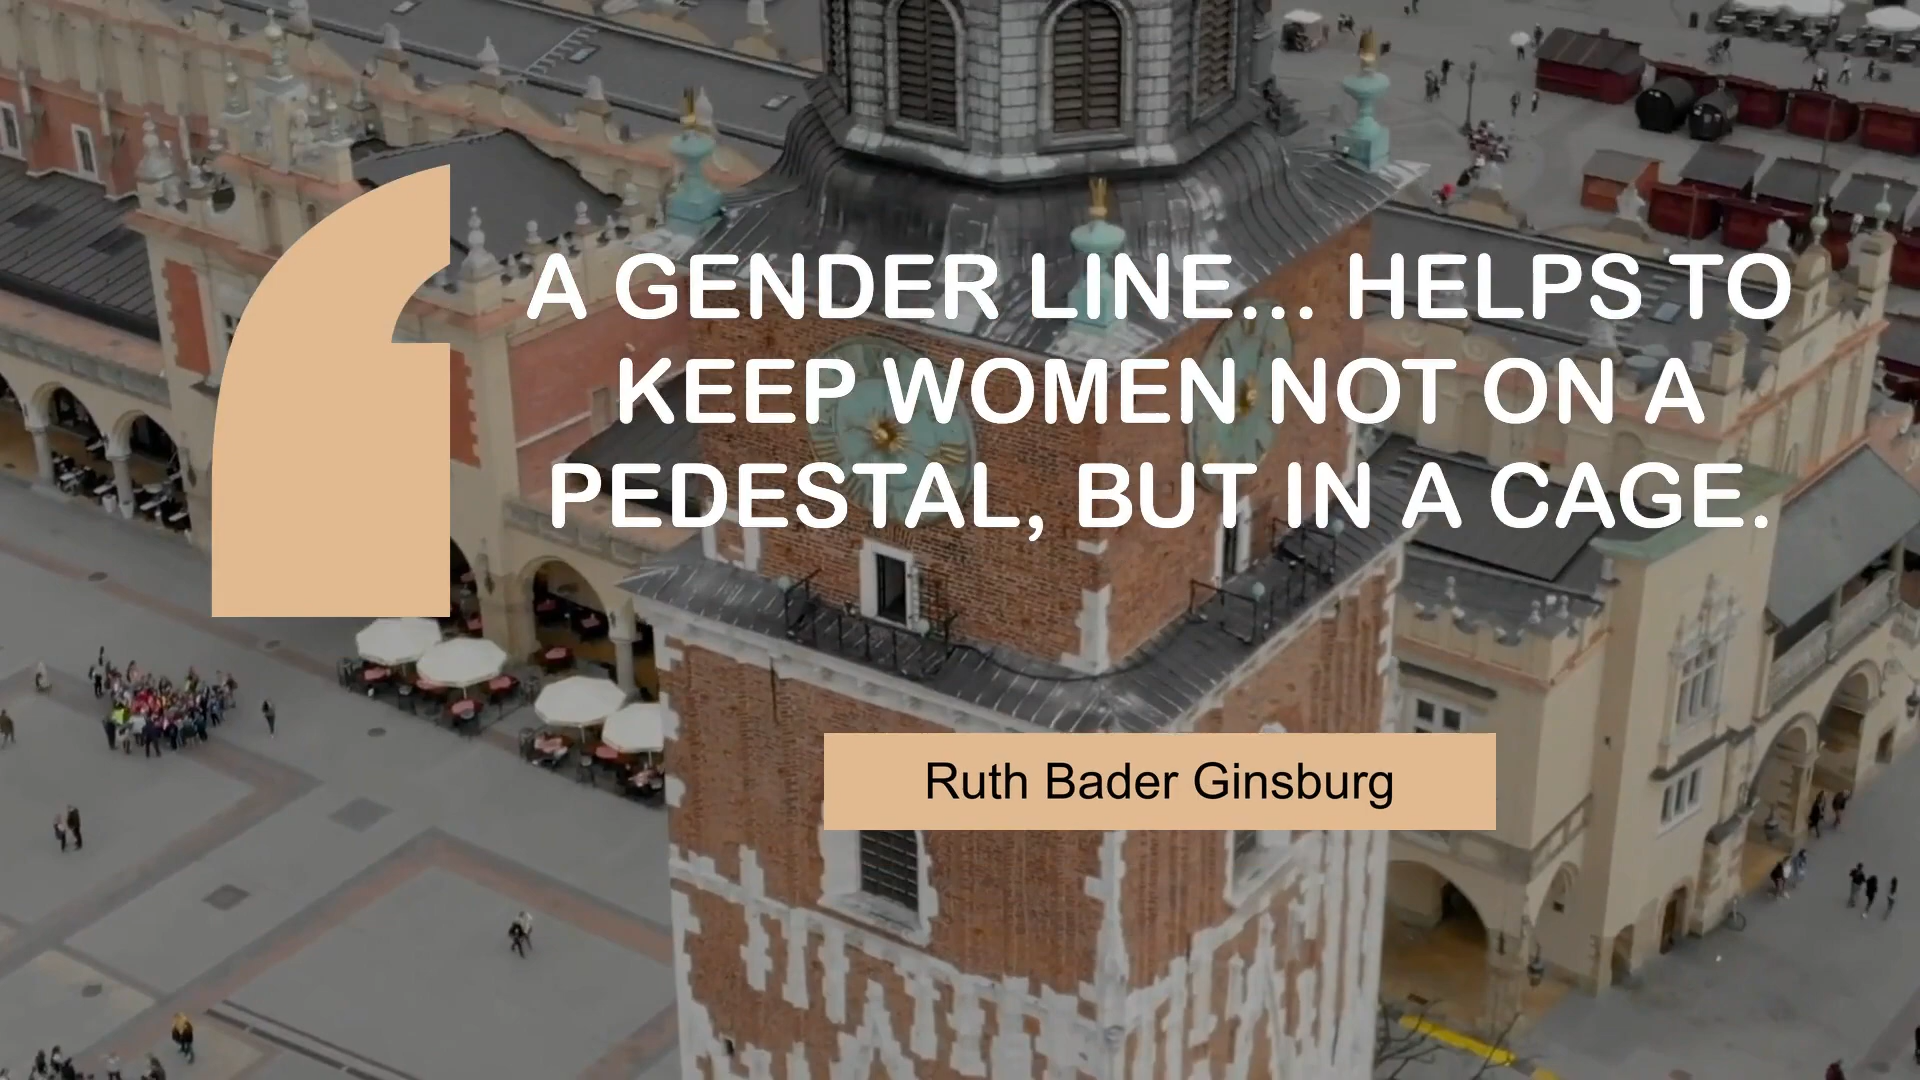 A GENDER LINE... HELPS TO
KEEP WOMEN NOT ON A
PEDESTAL, BUT IN A CAGE.
Ruth Bader Ginsburg